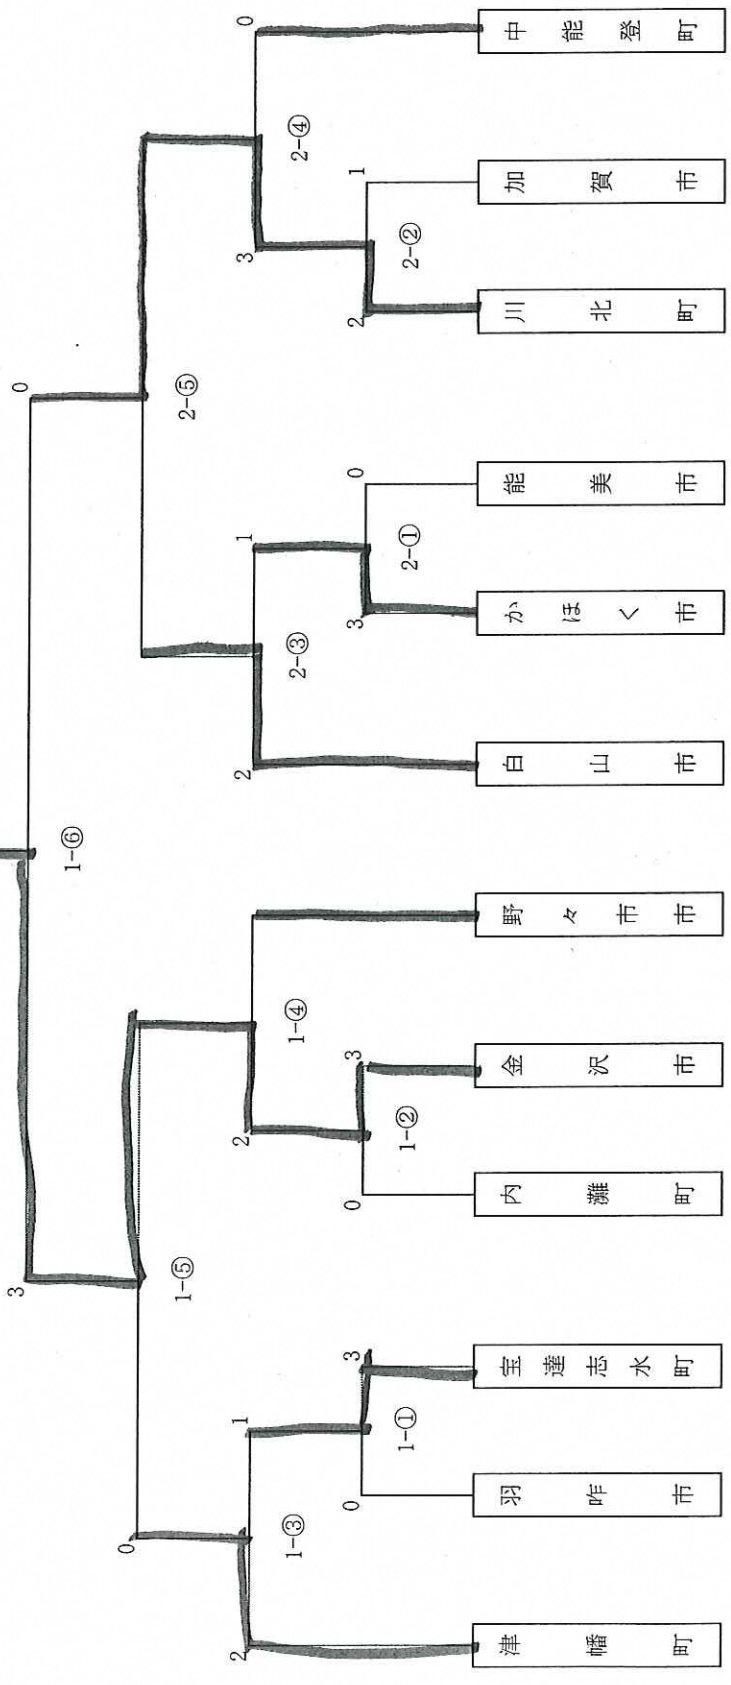 0
3
1-⑥
0
3
1-⑤
2-⑤
2
1
1-③
2
1-④
2
1
2-③
3
0
2-④
0
3
1-①
0
3
1-②
3
0
2-①
2
1
2-②
津幡町
羽咋市
宝達志水町
内灘町
金沢市
野々市市
白山市
かほく市
能美市
川北町
加賀市
中能登町